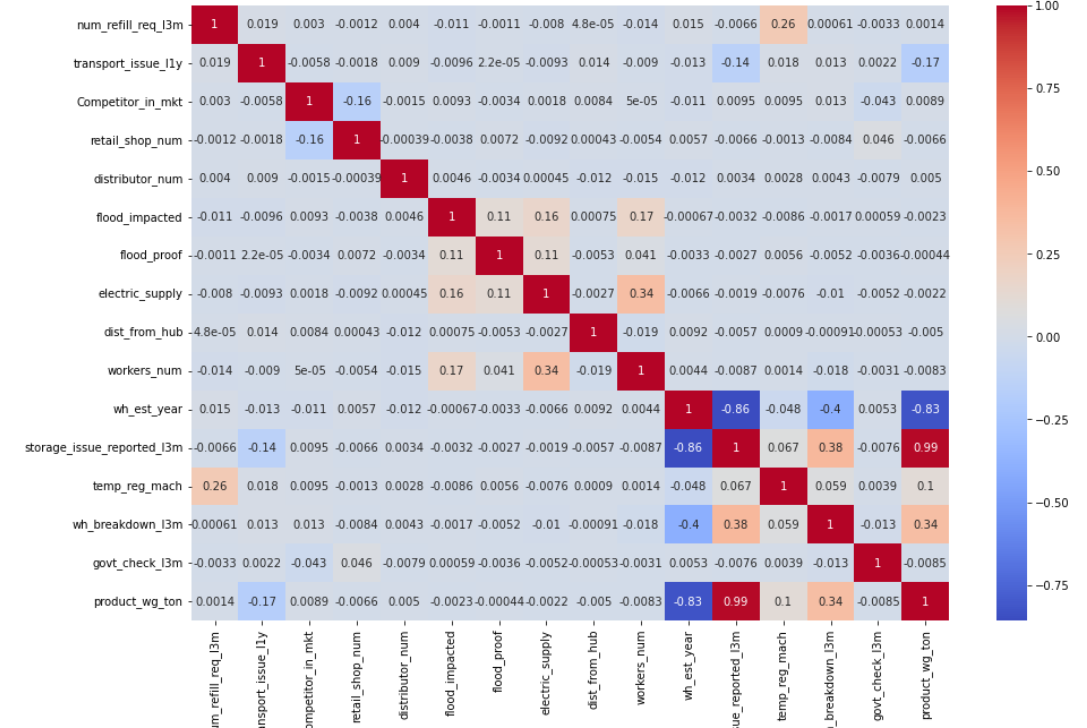 num_refill_req_l3m 1 0.019 0.003 -0.0012 0.004 -0.011 -0.0011 -0.008 4.8e-05 -0.014 0.015 -0.0066 0.26 0.00061 -0.0033 0.0014 1.00
transport_issue_l1y 0.019 1 -0.0058 -0.0018 0.009 -0.0096 2.2e-05 -0.0093 0.014 -0.009 -0.013 -0.14 0.018 0.013 0.0022 -0.17 0.75
Competitor_in_mkt 0.003 -0.0058 1 -0.16 -0.0015 0.0093 -0.0034 0.0018 0.0084 5e-05 -0.011 0.0095 0.0095 0.013 -0.043 0.0089
retail_shop_num -0.0012 -0.0018 -0.16 1 -0.00039 -0.0038 0.0072 -0.0092 0.00043 -0.0054 0.0057 -0.0066 -0.0013 -0.0084 0.046 -0.0066
0.50
distributor_num 0.004 0.009 -0.0015 -0.00039 1 0.0046 -0.0034 0.00045 -0.012 -0.015 -0.012 0.0034 0.0028 0.0043 -0.0079 0.005
flood_impacted -0.011 -0.0096 0.0093 -0.0038 0.0046 1 0.11 0.16 0.00075 0.17 -0.00067 -0.0032 -0.0086 -0.0017 0.00059 -0.0023
0.25
flood_proof -0.0011 2.2e-05 -0.0034 0.0072 -0.0034 0.11 1 0.11 -0.0053 0.041 -0.0033 -0.0027 0.0056 -0.0052 -0.0036 -0.00044
electric_supply -0.008 -0.0093 0.0018 -0.0092 0.00045 0.16 0.11 1 -0.0027 0.34 -0.0066 -0.0019 -0.0076 -0.01 -0.0052 -0.0022
dist_from_hub 4.8e-05 0.014 0.0084 0.00043 -0.012 0.00075 -0.0053 -0.0027 1 -0.019 0.0092 -0.0057 0.0009 -0.00091 -0.00053 -0.005 0.00
workers_num -0.014 -0.009 5e-05 -0.0054 -0.015 0.17 0.041 0.34 -0.019 1 0.0044 -0.0087 0.0014 -0.018 -0.0031 -0.0083
wh_est_year 0.015 -0.013 -0.011 0.0057 -0.012 -0.00067 -0.0033 -0.0066 0.0092 0.0044 1 -0.86 -0.048 -0.4 0.0053 -0.83
−0.25
storage_issue_reported_l3m -0.0066 -0.14 0.0095 -0.0066 0.0034 -0.0032 -0.0027 -0.0019 -0.0057 -0.0087 -0.86 1 0.067 0.38 -0.0076 0.99
temp_reg_mach 0.26 0.018 0.0095 -0.0013 0.0028 -0.0086 0.0056 -0.0076 0.0009 0.0014 -0.048 0.067 1 0.059 0.0039 0.1
−0.50
wh_breakdown_l3m 0.00061 0.013 0.013 -0.0084 0.0043 -0.0017 -0.0052 -0.01 -0.00091 -0.018 -0.4 0.38 0.059 1 -0.013 0.34
govt_check_l3m -0.0033 0.0022 -0.043 0.046 -0.0079 0.00059 -0.0036 -0.0052 -0.00053 -0.0031 0.0053 -0.0076 0.0039 -0.013 1 -0.0085
−0.75
product_wg_ton 0.0014 -0.17 0.0089 -0.0066 0.005 -0.0023 -0.00044 -0.0022 -0.005 -0.0083 -0.83 0.99 0.1 0.34 -0.0085 1
um_refill_req_l3m
nsport_issue_l1y
ompetitor_in_mkt
retail_shop_num
distributor_num
flood_impacted
flood_proof
electric_supply
dist_from_hub
workers_num
wh_est_year
ue_reported_l3m
temp_reg_mach
_breakdown_l3m
govt_check_l3m
product_wg_ton